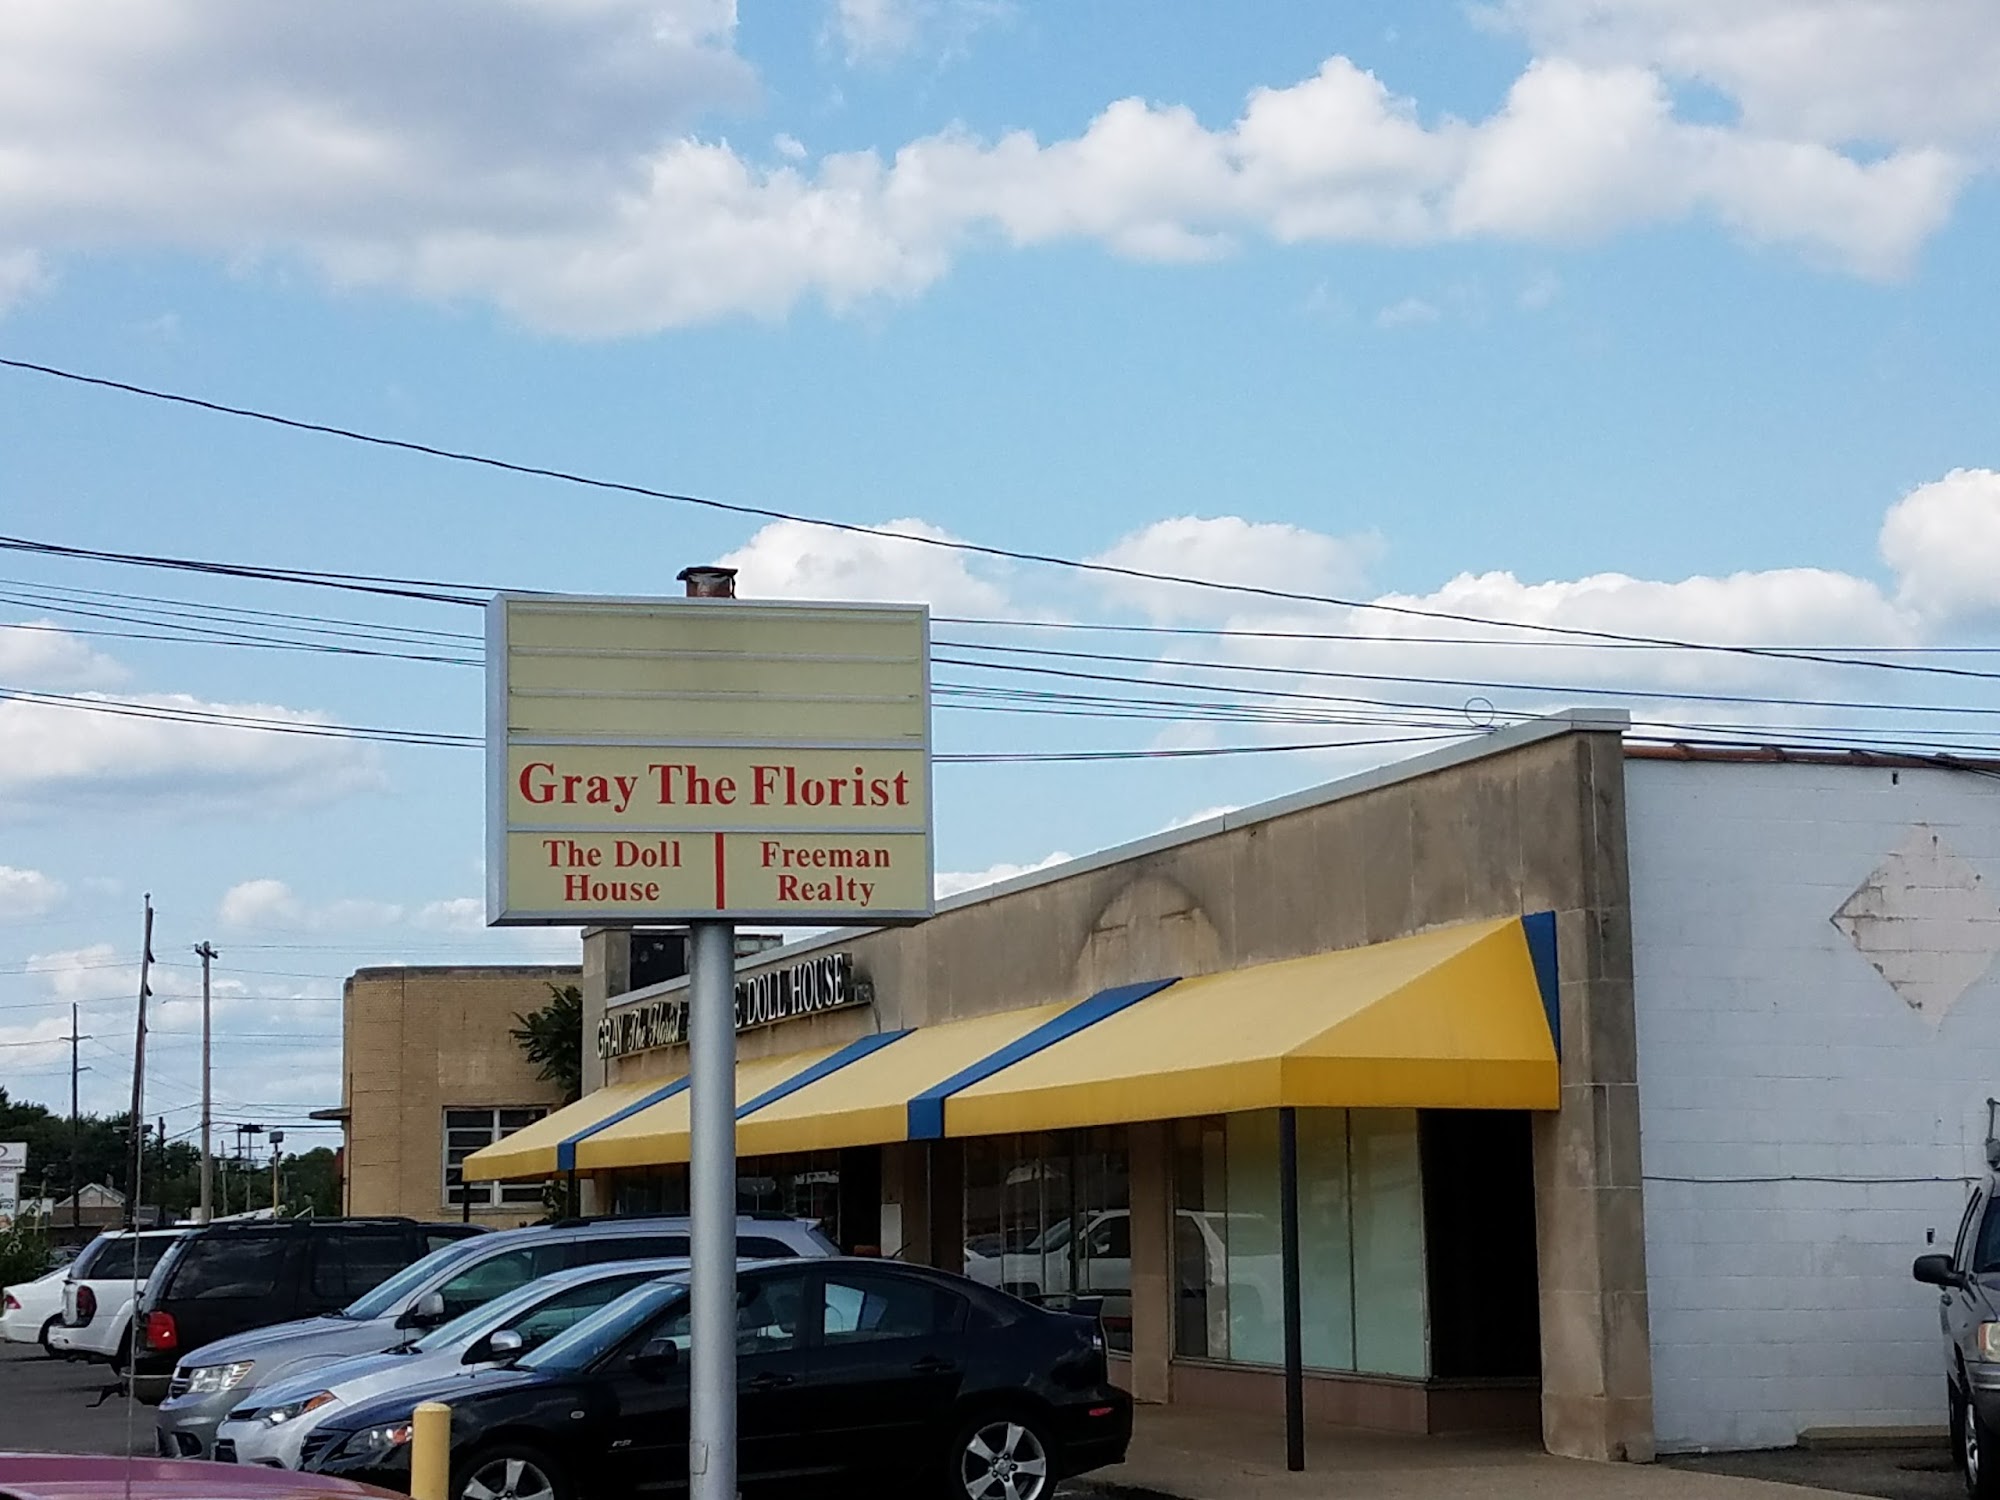 Gray The Florist
The Doll
House
Freeman
Realty
GRAY The Florist
E DOLL HOUSE